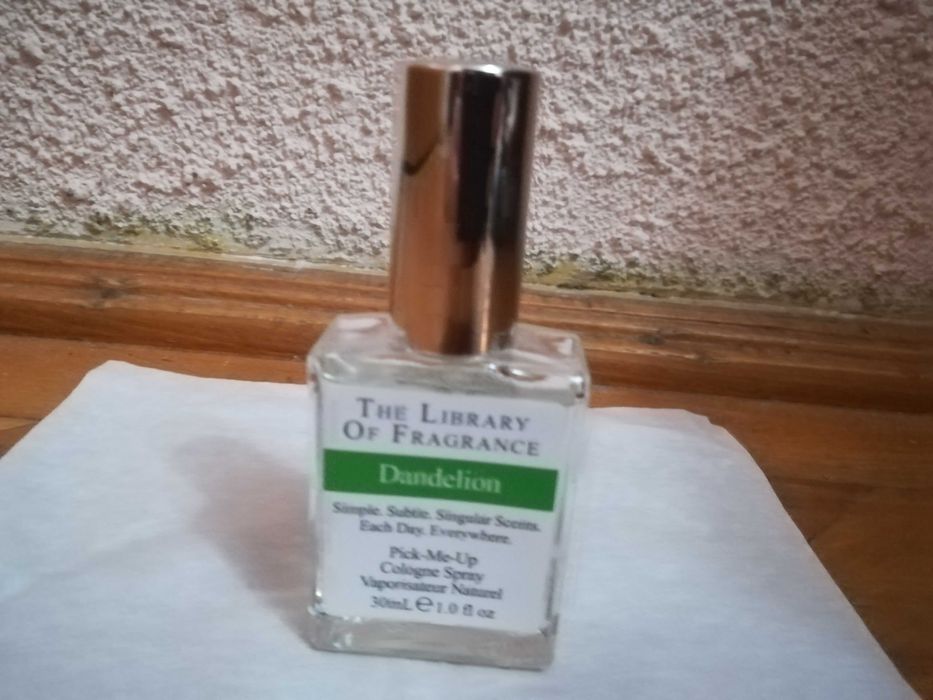 THE LIBRARY
OF FRAGRANCE
Dandelion
Simple. Subtle. Singular Scents.
Each Day. Everywhere.
Pick-Me-Up
Cologne Spray
Vaporisateur Naturel
30mL ℮ 1.0 fl oz